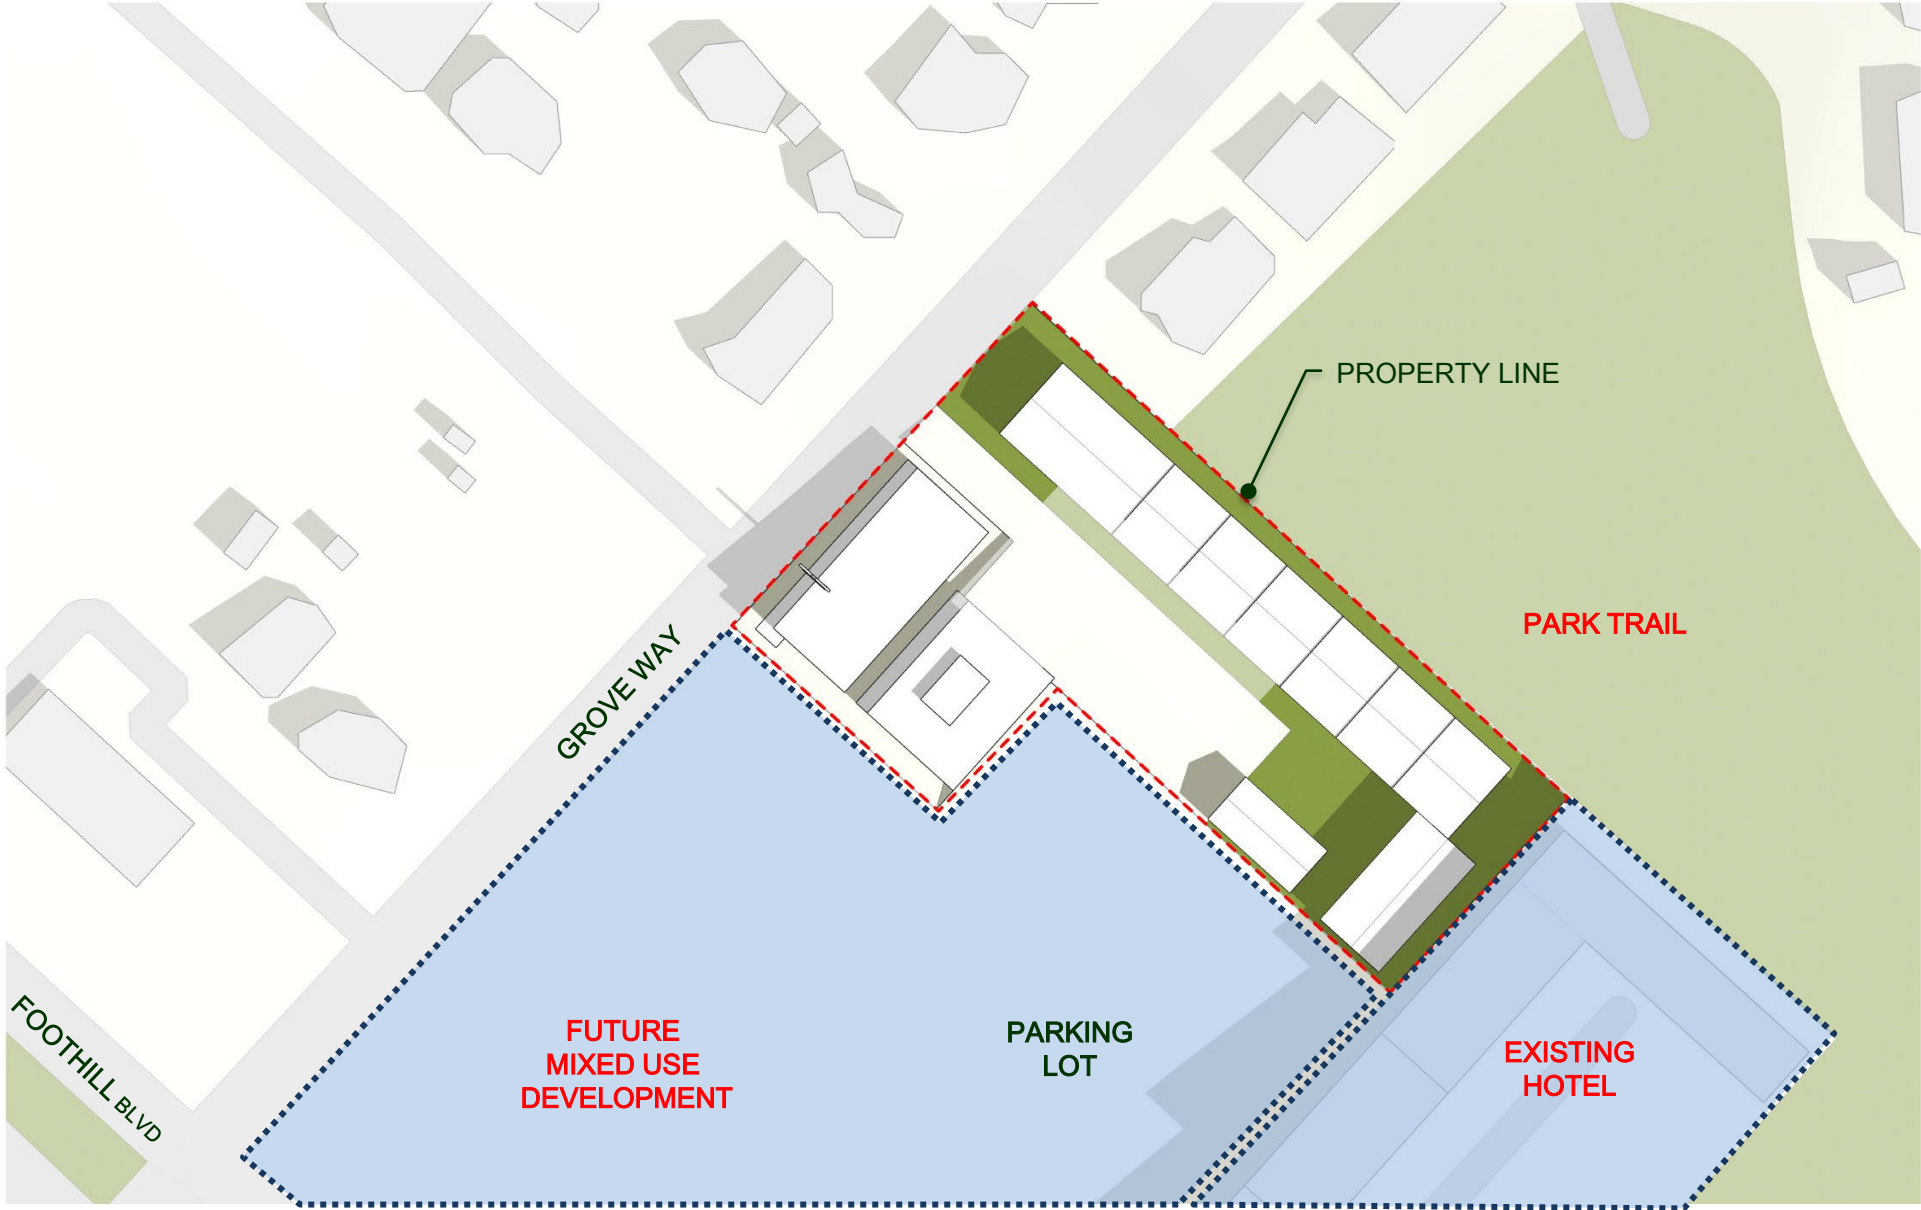 PROPERTY LINE
PARK TRAIL
GROVE WAY
FOOTHILL BLVD
FUTURE
MIXED USE
DEVELOPMENT
PARKING
LOT
EXISTING
HOTEL